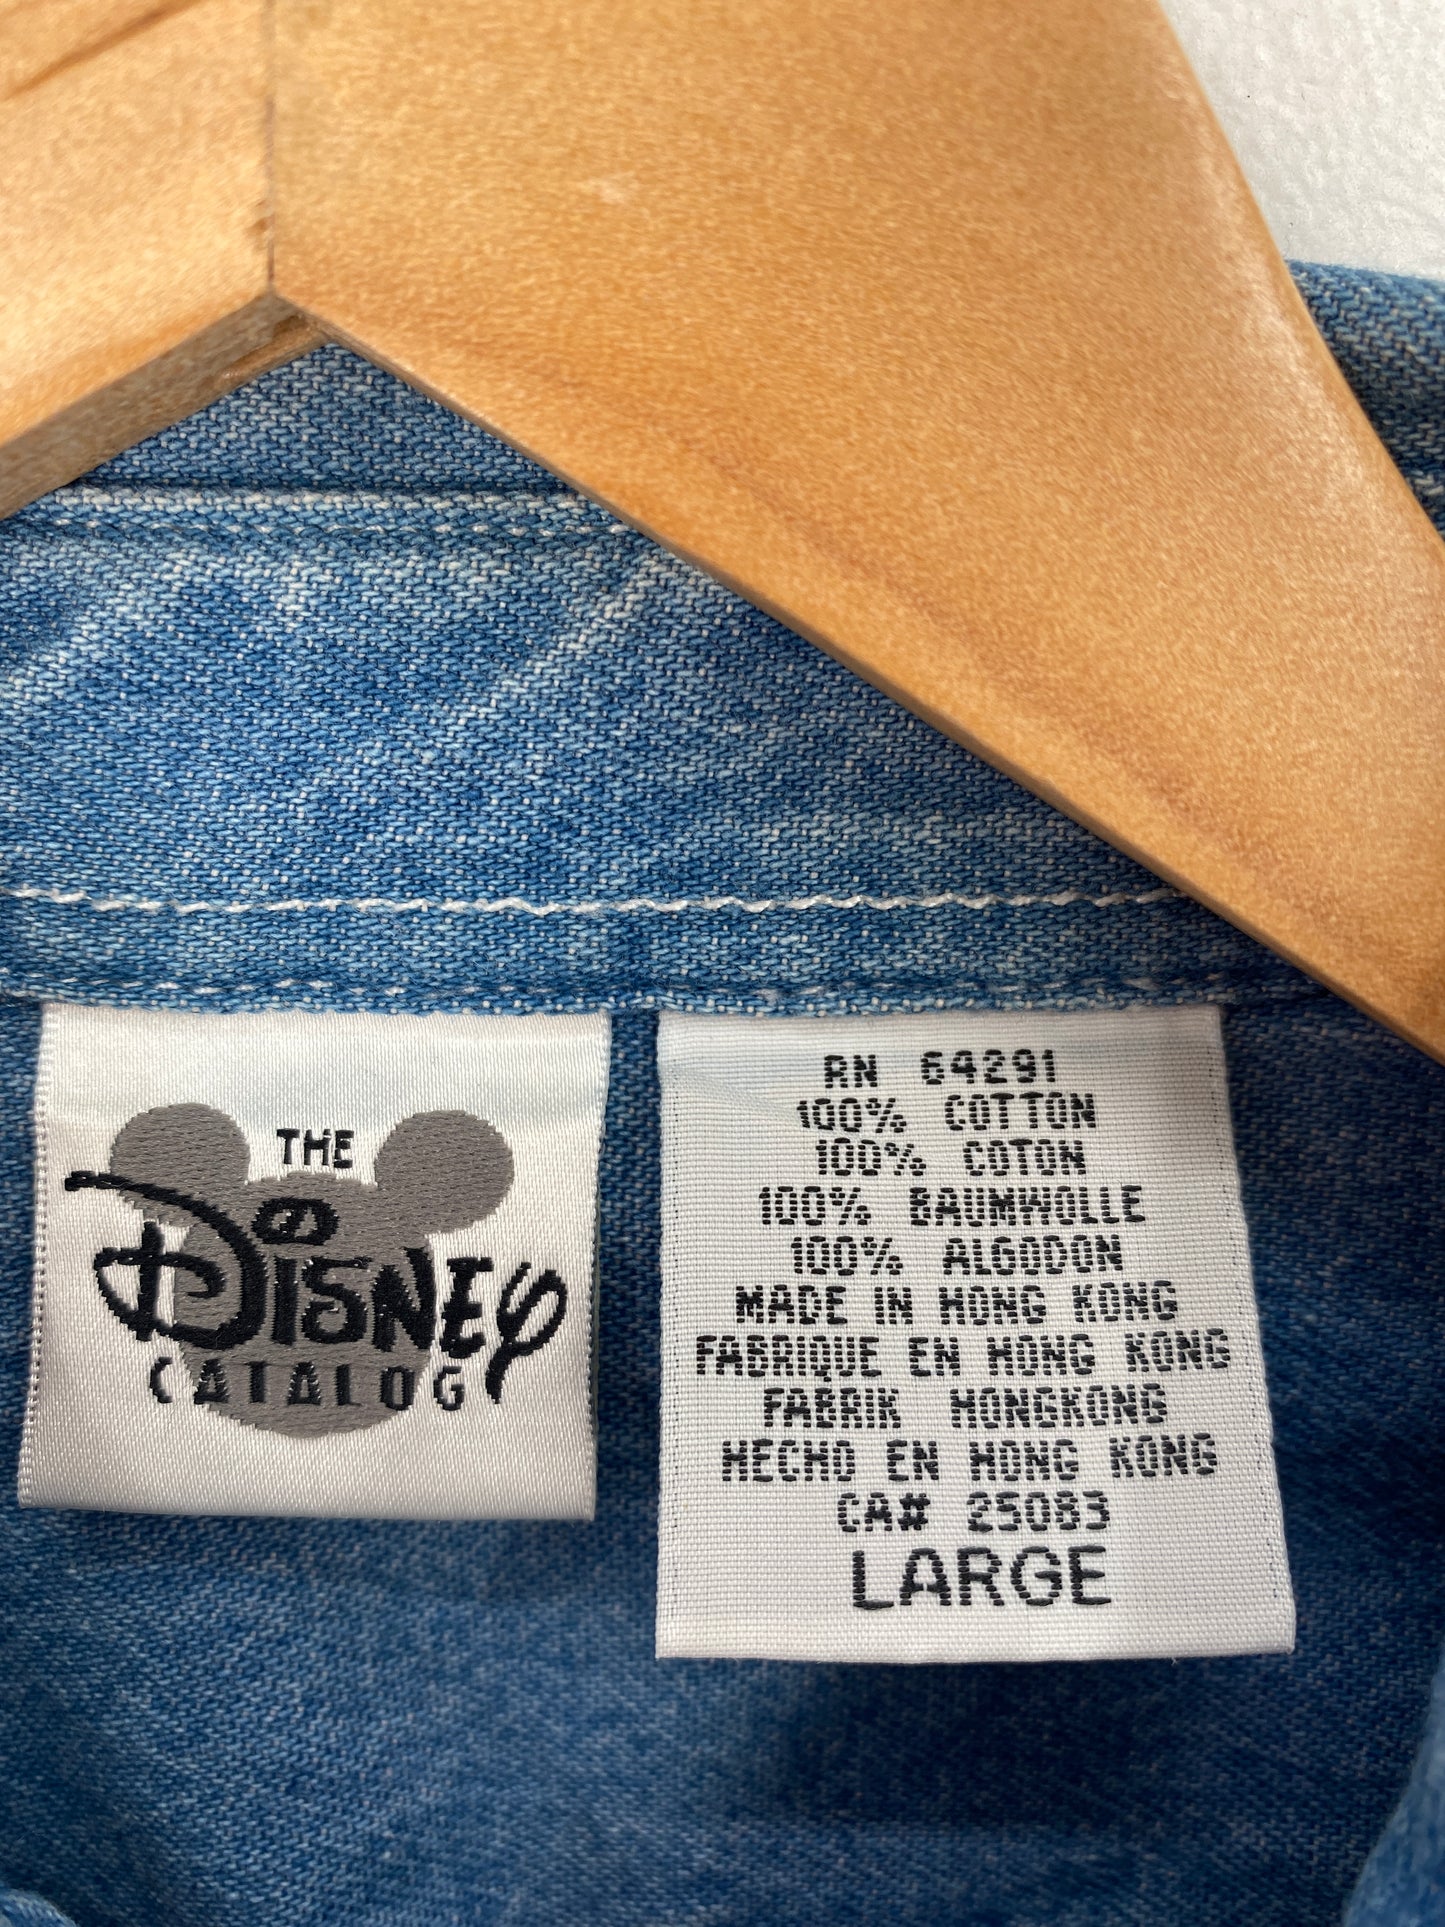 THE
DISNEY
CATALOG
RN 64291
100% COTTON
100% COTON
100% BAUMWOLLE
100% ALGODON
MADE IN HONG KONG
FABRIQUE EN HONG KONG
FABRIK HONGKONG
HECHO EN HONG KONG
CA# 25083
LARGE